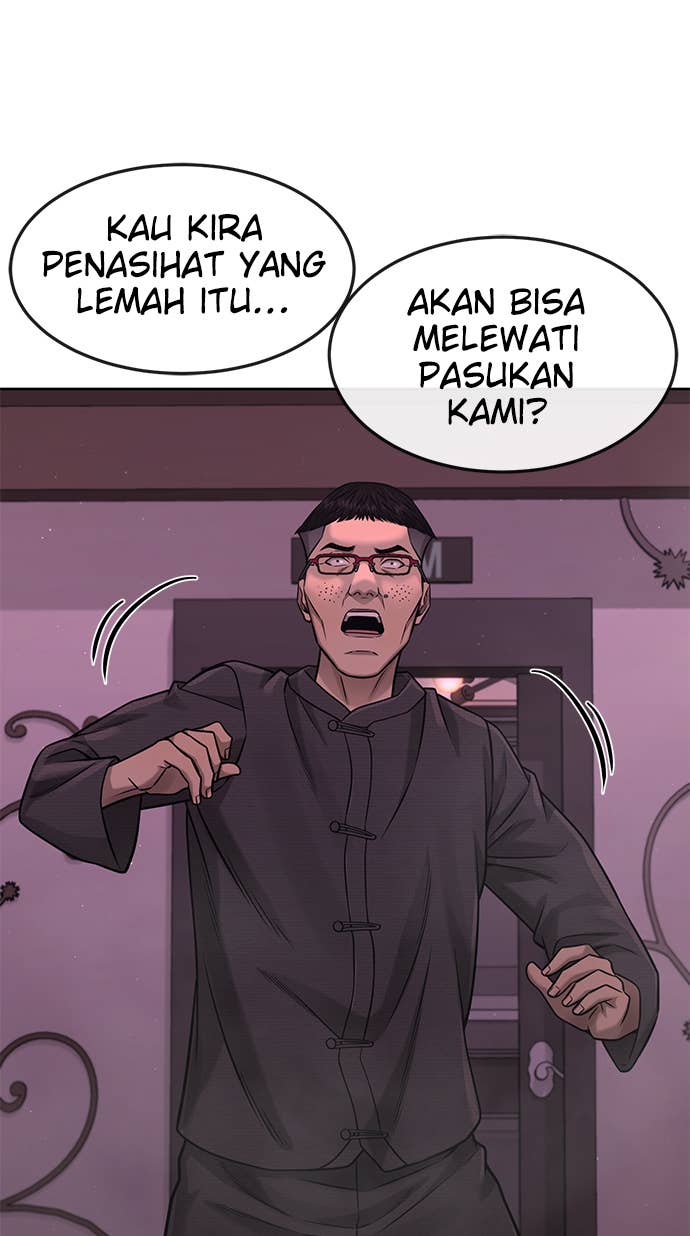 KAU KIRA
PENASIHAT YANG
LEMAH ITU...
AKAN BISA
MELEWATI
PASUKAN
KAMI?